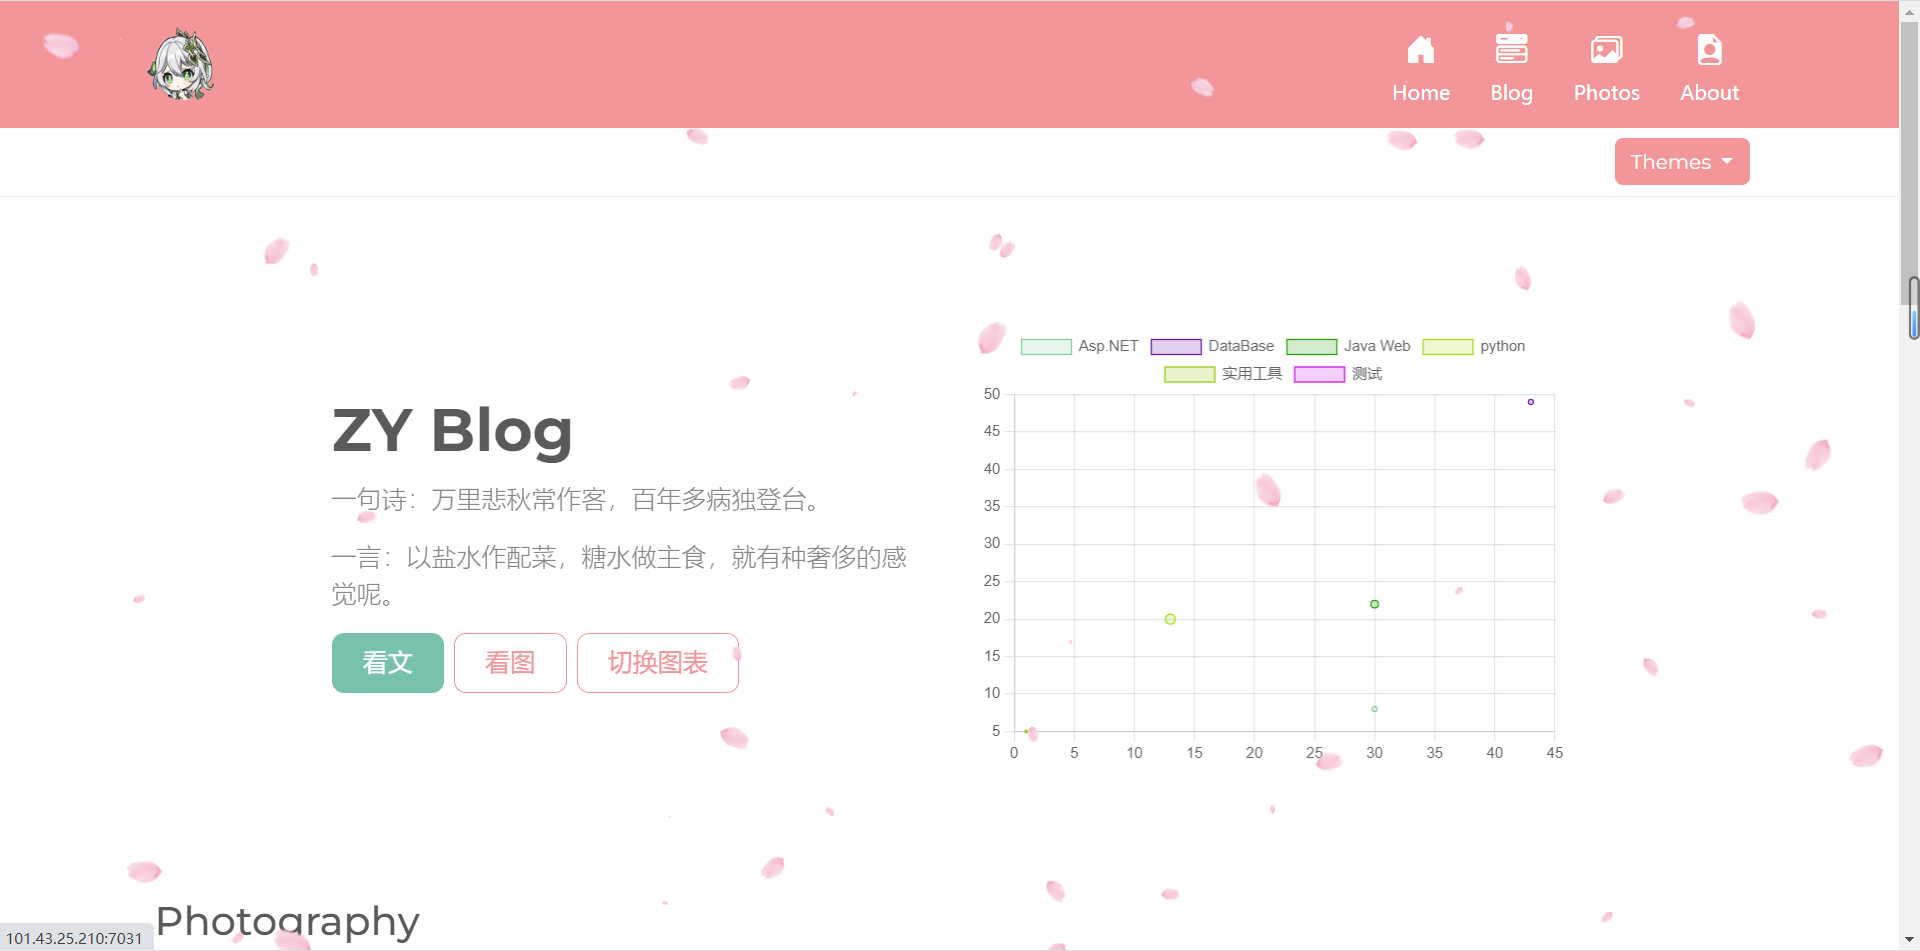 Home Blog Photos About
Themes
ZY Blog
一句诗：万里悲秋常作客，百年多病独登台。
一言：以盐水作配菜，糖水做主食，就有种奢侈的感
觉呢。
看文 看图 切换图表
Asp.NET DataBase Java Web python
实用工具 测试
50
45
40
35
30
25
20
15
10
5
0 5 10 15 20 25 30 35 40 45
Photography
101.43.25.210:7031